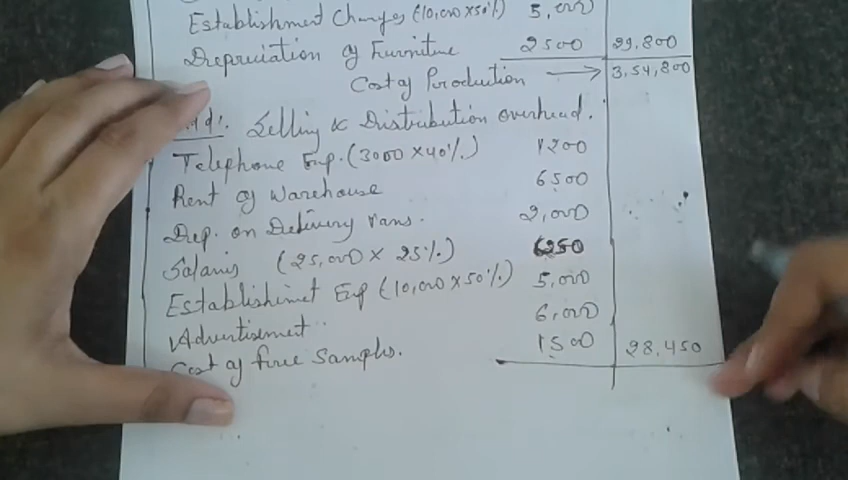 Establishment Charges (10,000 x 50%) 5,000
Depreciation of Furniture 2500 29,800
Cost of Production → 3,54,800
Add: Selling & Distribution overhead.
Telephone Exp. (3000 x 40%) 1200
Rent of Warehouse 6500
Dep. on Delivery vans. 2,000
Salaries (25,000 x 25%) 6250
Establishment Exp (10,000 x 50%) 5,000
Advertisement 6,000
Cost of free Samples. 1500 28,450